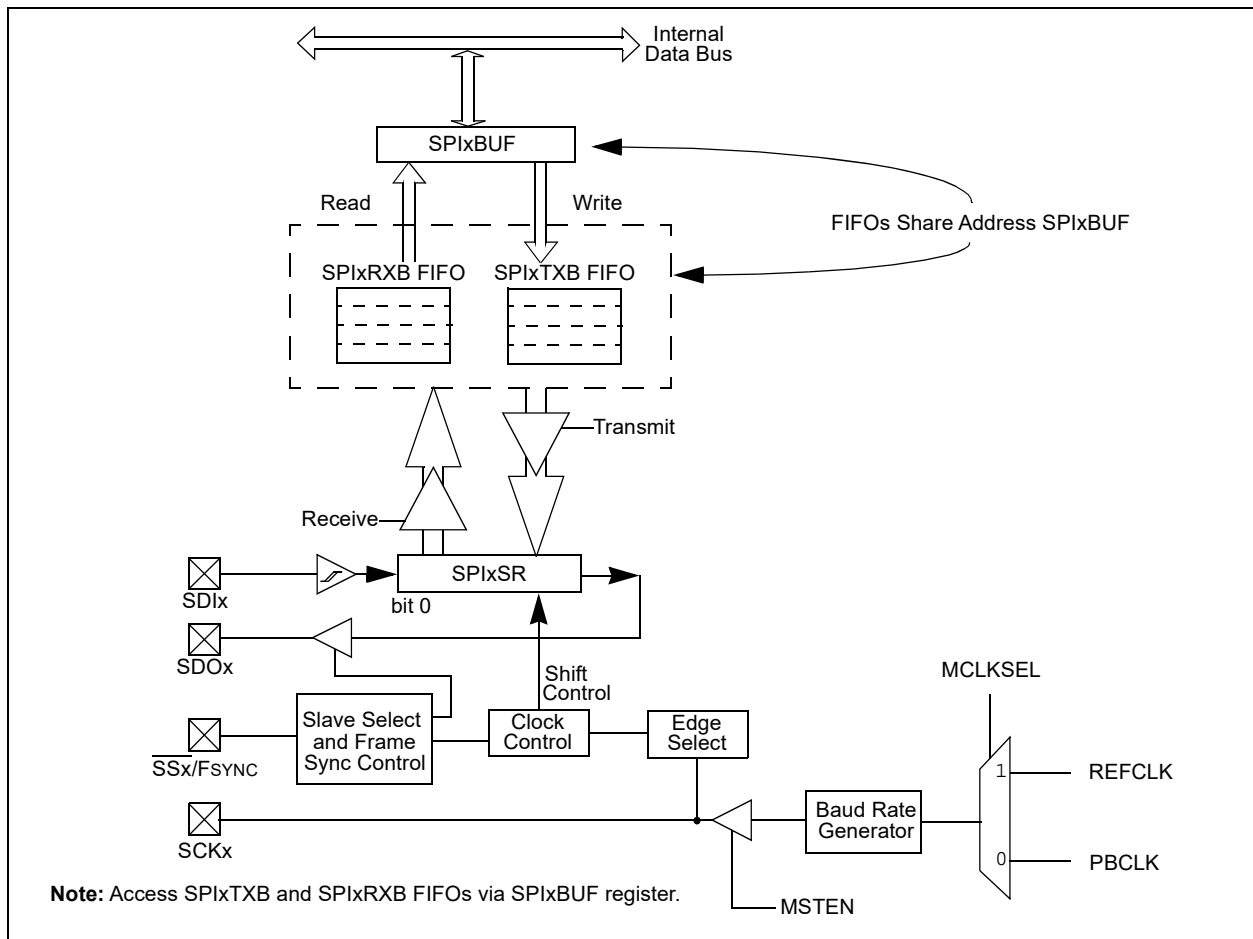 Internal
Data Bus
SPIxBUF
Read
Write
FIFOs Share Address SPIxBUF
SPIxRXB FIFO
SPIxTXB FIFO
Transmit
Receive
SPIxSR
SDIx
bit 0
SDOx
Shift
Control
MCLKSEL
Slave Select
and Frame
Sync Control
Clock
Control
Edge
Select
SSx/FSYNC
1
REFCLK
Baud Rate
Generator
SCKx
0
PBCLK
Note: Access SPIxTXB and SPIxRXB FIFOs via SPIxBUF register.
MSTEN